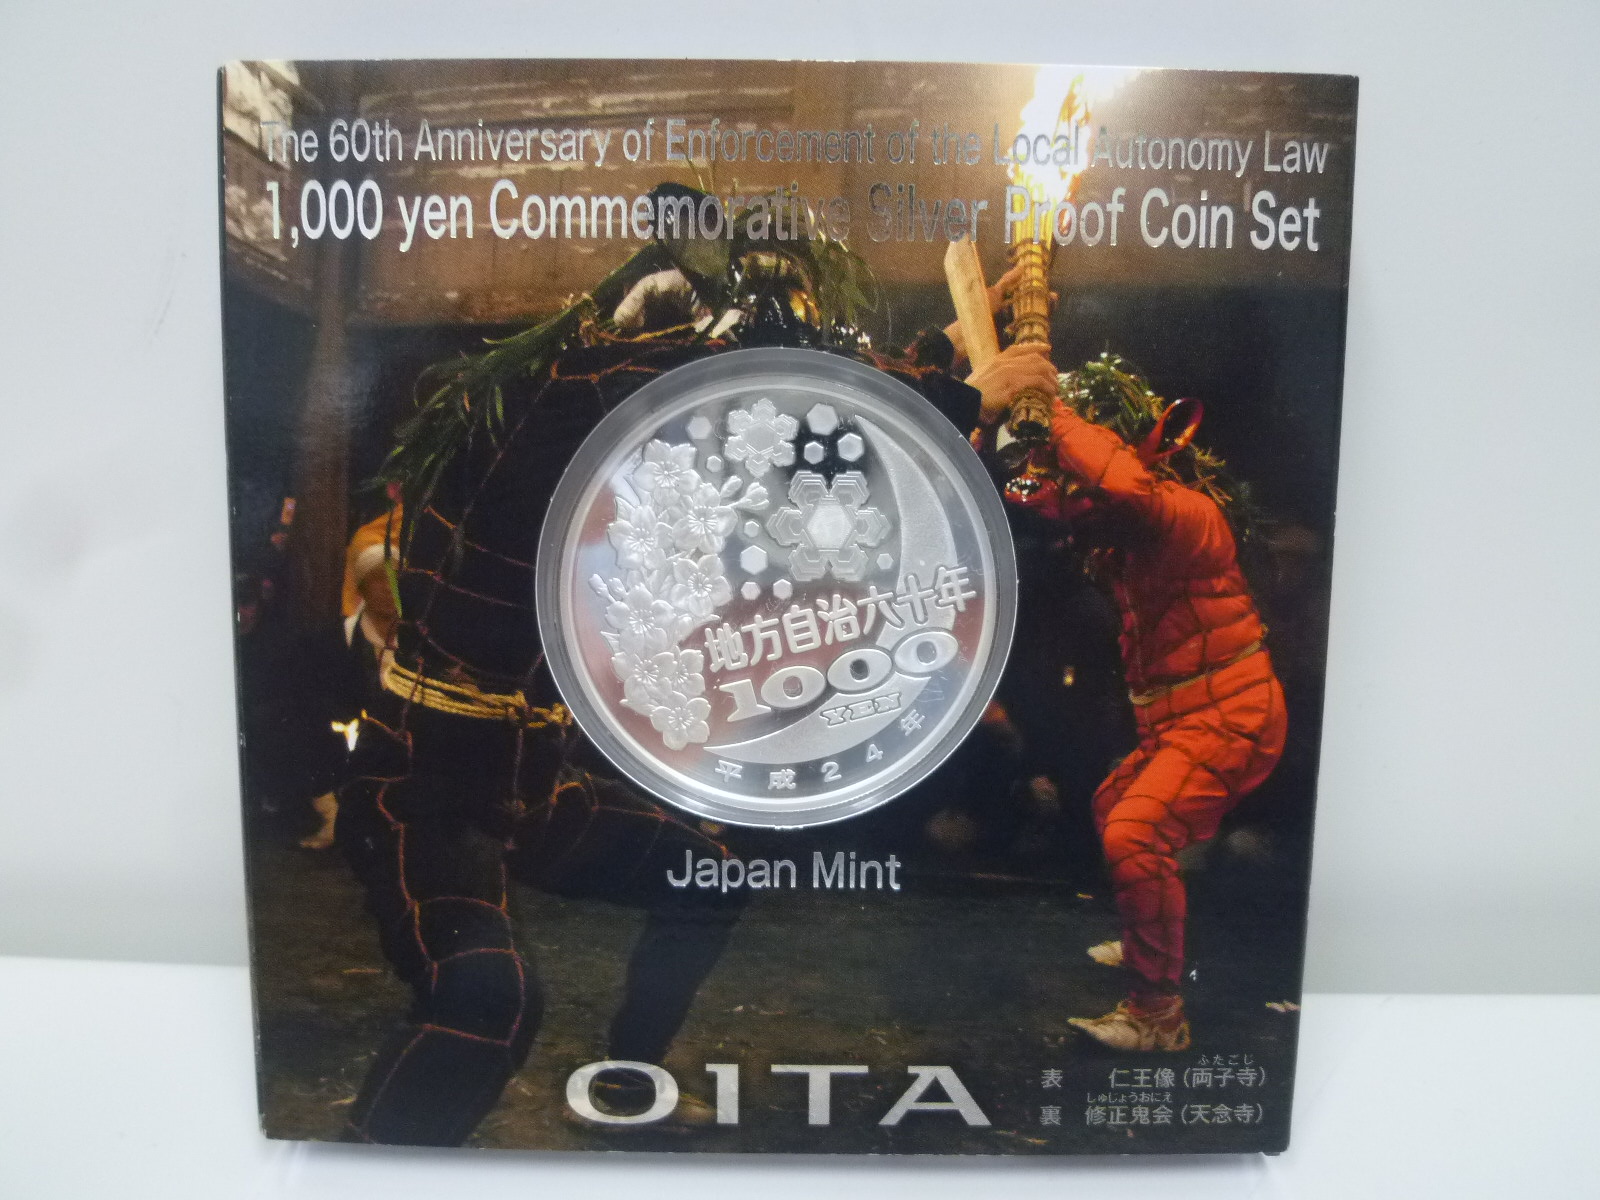 The 60th Anniversary of Enforcement of the Local Autonomy Law
1,000 yen Commemorative Silver Proof Coin Set
地方自治六十年
1000
YEN
平成24年
Japan Mint
OITA
ふたごじ
表 仁王像(両子寺)
しゅじょうおにえ
裏 修正鬼会(天念寺)